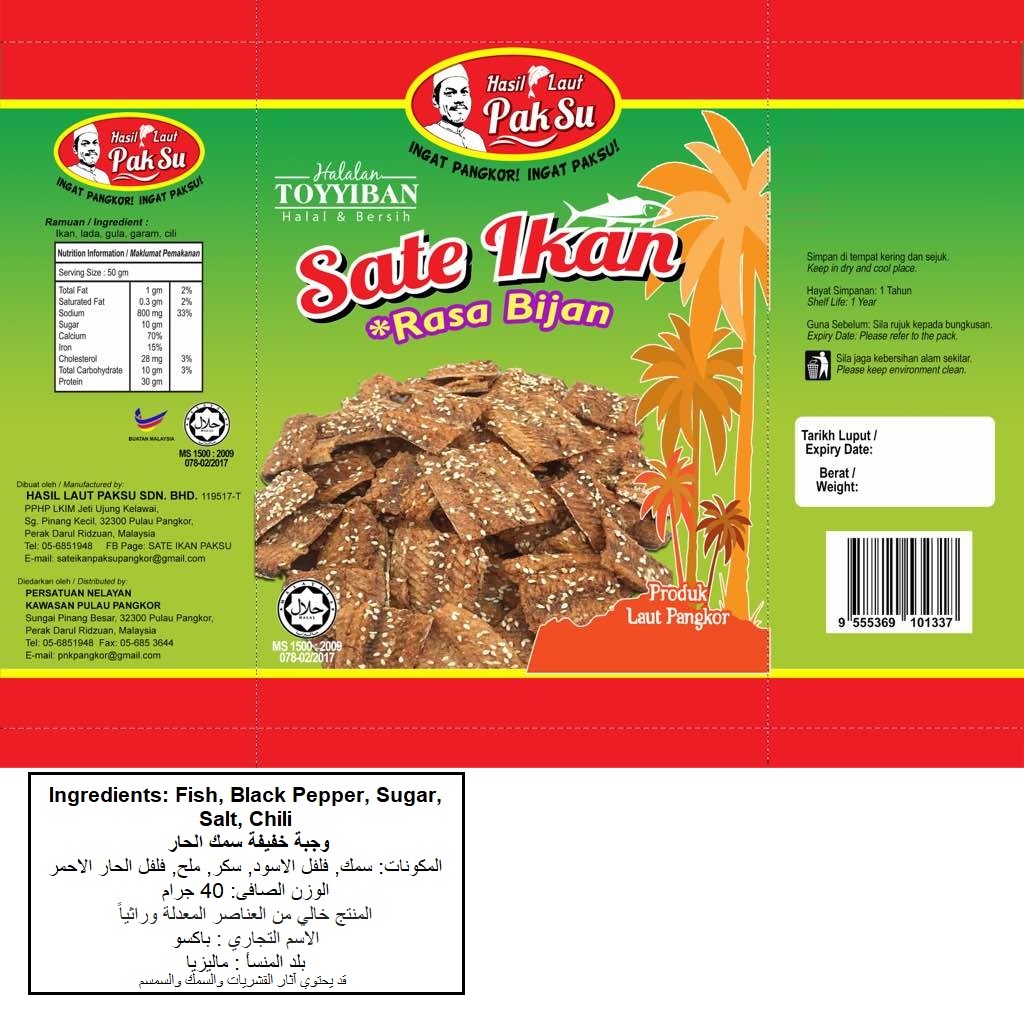 Hasil Laut
Pak Su
INGAT PANGKOR! INGAT PAKSU!
Ramuan / Ingredient :
Ikan, lada, gula, garam, cili
Nutrition Information / Maklumat Pemakanan
Serving Size : 50 gm
Total Fat 1 gm 2%
Saturated Fat 0.3 gm 2%
Sodium 800 mg 33%
Sugar 10 gm
Calcium 70%
Iron 15%
Cholesterol 28 mg 3%
Total Carbohydrate 10 gm 3%
Protein 30 gm
BUATAN MALAYSIA
حلال
MS 1500 : 2009
078-02/2017
Dibuat oleh / Manufactured by:
HASIL LAUT PAKSU SDN. BHD. 119517-T
PPHP LKIM Jeti Ujung Kelawai,
Sg. Pinang Kecil, 32300 Pulau Pangkor,
Perak Darul Ridzuan, Malaysia
Tel: 05-6851948 FB Page: SATE IKAN PAKSU
E-mail: sateikanpaksupangkor@gmail.com
Diedarkan oleh / Distributed by:
PERSATUAN NELAYAN
KAWASAN PULAU PANGKOR
Sungai Pinang Besar, 32300 Pulau Pangkor,
Perak Darul Ridzuan, Malaysia
Tel: 05-6851948 Fax: 05-685 3644
E-mail: pnkpangkor@gmail.com
Hasil Laut
Pak Su
INGAT PANGKOR! INGAT PAKSU!
Halalan
TOYYIBAN
Halal & Bersih
Sate Ikan
*Rasa Bijan
MALAYSIA
حلال
MS 1500 : 2009
078-02/2017
Produk
Laut Pangkor
Simpan di tempat kering dan sejuk.
Keep in dry and cool place.
Hayat Simpanan: 1 Tahun
Shelf Life: 1 Year
Guna Sebelum: Sila rujuk kepada bungkusan.
Expiry Date: Please refer to the pack.
Sila jaga kebersihan alam sekitar.
Please keep environment clean.
Tarikh Luput /
Expiry Date:
Berat /
Weight:
9 555369 101337
Ingredients: Fish, Black Pepper, Sugar,
Salt, Chili
وجبة خفيفة سمك الحار
المكونات: سمك, فلفل الاسود, سكر, ملح, فلفل الحار الاحمر
الوزن الصافى: 40 جرام
المنتج خالي من العناصر المعدلة وراثياً
الاسم التجاري : باكسو
بلد المنسأ : ماليزيا
قد يحتوي آثار القشريات والسمك والسمسم